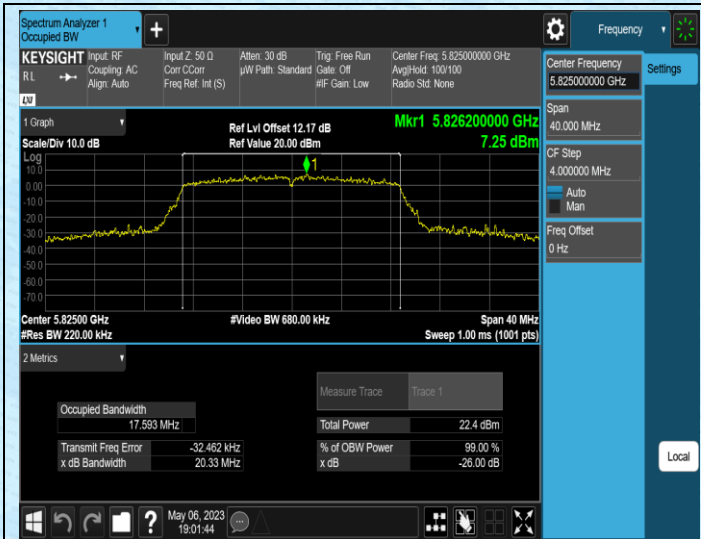 Spectrum Analyzer 1
Occupied BW
Frequency
KEYSIGHT
RL
LXI
Input: RF
Coupling: AC
Align: Auto
Input Z: 50 Ω
Corr CCorr
Freq Ref: Int (S)
Atten: 30 dB
µW Path: Standard
Trig: Free Run
Gate: Off
#IF Gain: Low
Center Freq: 5.825000000 GHz
Avg|Hold: 100/100
Radio Std: None
Center Frequency
5.825000000 GHz
Settings
Span
40.000 MHz
CF Step
4.000000 MHz
Auto
Man
Freq Offset
0 Hz
Local
1 Graph
Scale/Div 10.0 dB
Ref Lvl Offset 12.17 dB
Ref Value 20.00 dBm
Mkr1 5.826200000 GHz
7.25 dBm
Log
10.0
0.00
-10.0
-20.0
-30.0
-40.0
-50.0
-60.0
-70.0
1
Center 5.82500 GHz
#Res BW 220.00 kHz
#Video BW 680.00 kHz
Span 40 MHz
Sweep 1.00 ms (1001 pts)
2 Metrics
Measure Trace
Trace 1
Occupied Bandwidth
17.593 MHz
Total Power 22.4 dBm
Transmit Freq Error -32.462 kHz
% of OBW Power 99.00 %
x dB Bandwidth 20.33 MHz
x dB -26.00 dB
?
May 06, 2023
19:01:44